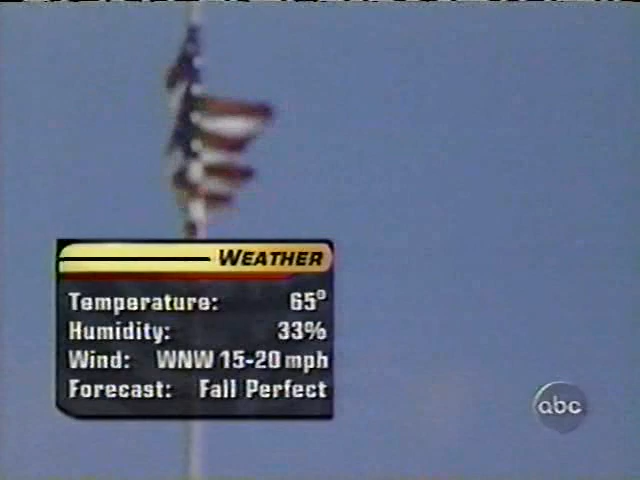 WEATHER
Temperature: 65°
Humidity: 33%
Wind: WNW 15-20 mph
Forecast: Fall Perfect
abc